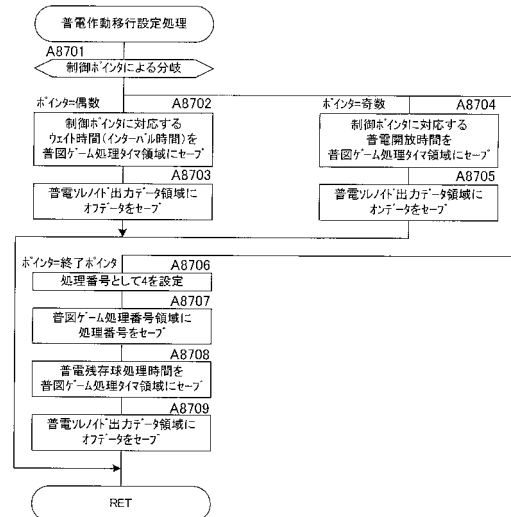 普電作動移行設定処理
A8701
制御ポインタによる分岐
ポインタ=偶数
A8702
制御ポインタに対応する
ウェイト時間(インターバル時間)を
普図ゲーム処理タイマ領域にセーブ
A8703
普電ソレノイド出力データ領域に
オフデータをセーブ
ポインタ=奇数
A8704
制御ポインタに対応する
普電開放時間を
普図ゲーム処理タイマ領域にセーブ
A8705
普電ソレノイド出力データ領域に
オンデータをセーブ
ポインタ=終了ポインタ
A8706
処理番号として4を設定
A8707
普図ゲーム処理番号領域に
処理番号をセーブ
A8708
普電残存球処理時間を
普図ゲーム処理タイマ領域にセーブ
A8709
普電ソレノイド出力データ領域に
オフデータをセーブ
RET